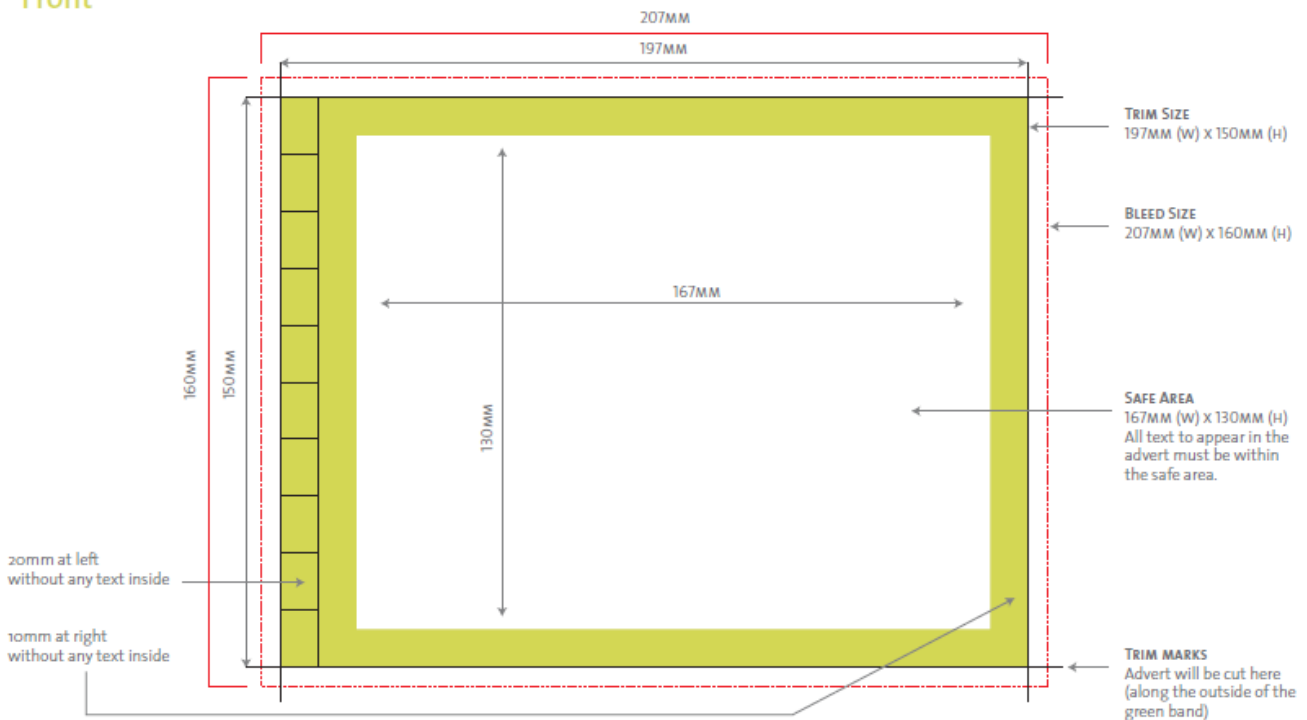 Front
207MM
197MM
TRIM SIZE
197MM (W) X 150MM (H)
BLEED SIZE
207MM (W) X 160MM (H)
167MM
160MM
150MM
130MM
SAFE AREA
167MM (W) X 130MM (H)
All text to appear in the
advert must be within
the safe area.
20mm at left
without any text inside
10mm at right
without any text inside
TRIM MARKS
Advert will be cut here
(along the outside of the
green band)